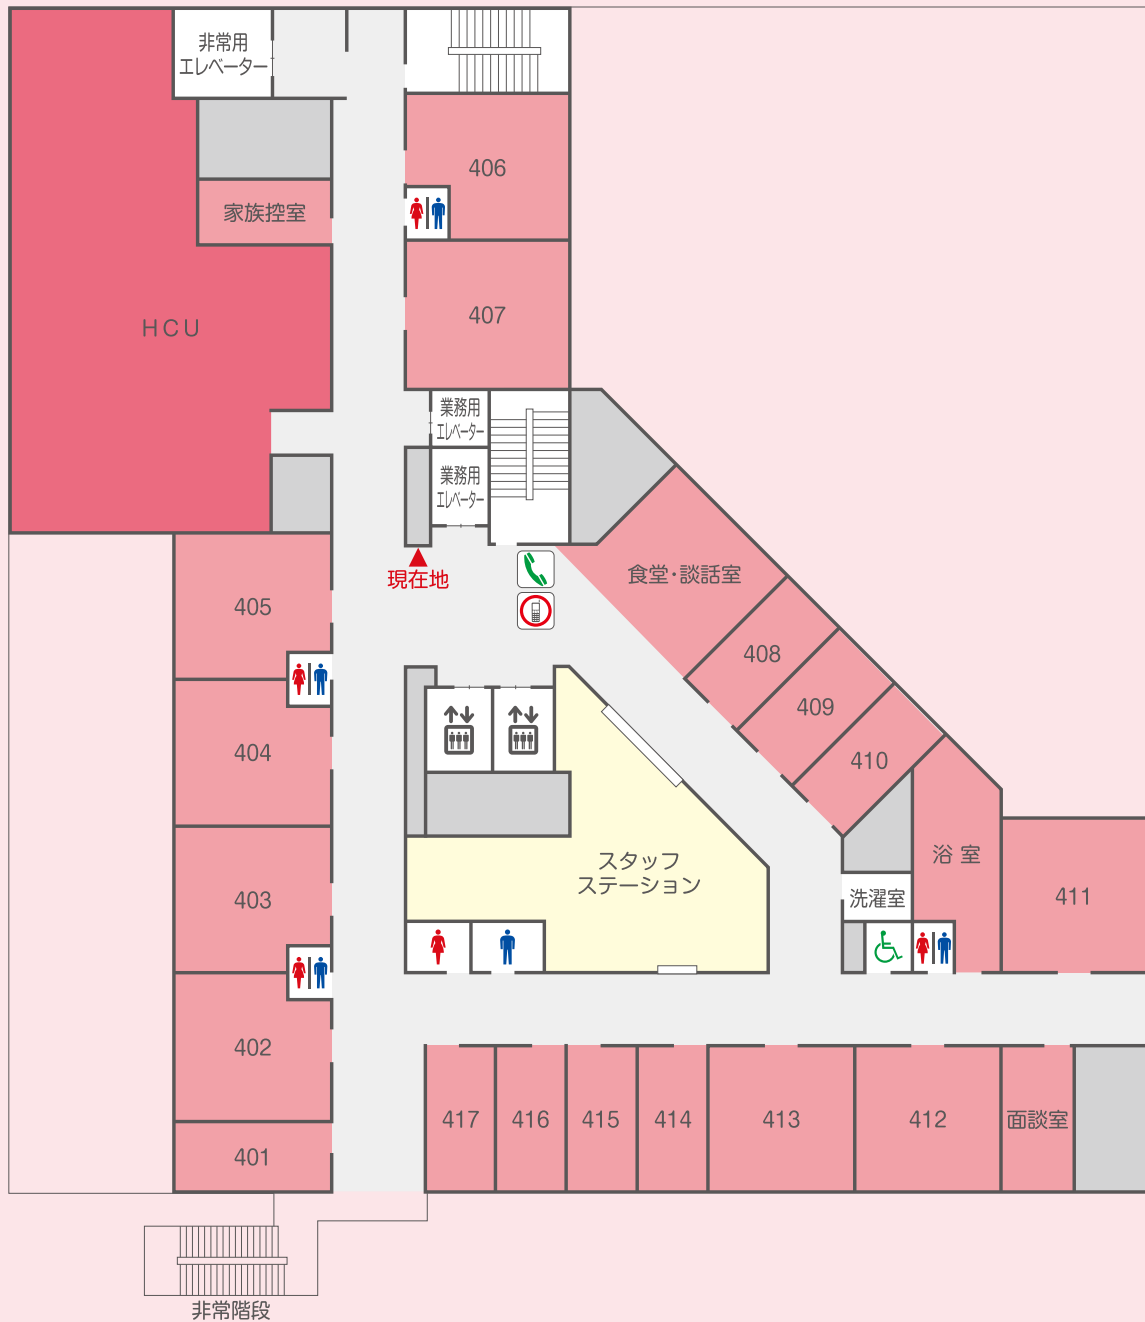 非常用
エレベーター
406
家族控室
407
HCU
業務用
エレベーター
業務用
エレベーター
現在地
食堂・談話室
405
408
409
404
410
スタッフ
ステーション
浴室
洗濯室
411
403
402
417
416
415
414
413
412
面談室
401
非常階段